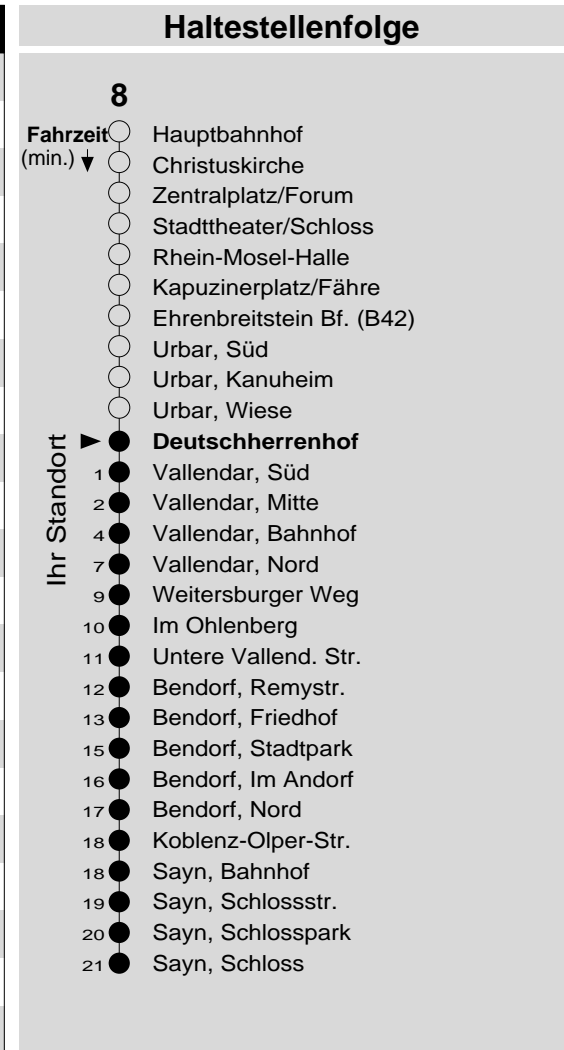 Haltestellenfolge
8
Fahrzeit
(min.)
Hauptbahnhof
Christuskirche
Zentralplatz/Forum
Stadttheater/Schloss
Rhein-Mosel-Halle
Kapuzinerplatz/Fähre
Ehrenbreitstein Bf. (B42)
Urbar, Süd
Urbar, Kanuheim
Urbar, Wiese
Ihr Standort
Deutschherrenhof
1 Vallendar, Süd
2 Vallendar, Mitte
4 Vallendar, Bahnhof
7 Vallendar, Nord
9 Weitersburger Weg
10 Im Ohlenberg
11 Untere Vallend. Str.
12 Bendorf, Remystr.
13 Bendorf, Friedhof
15 Bendorf, Stadtpark
16 Bendorf, Im Andorf
17 Bendorf, Nord
18 Koblenz-Olper-Str.
18 Sayn, Bahnhof
19 Sayn, Schlossstr.
20 Sayn, Schlosspark
21 Sayn, Schloss